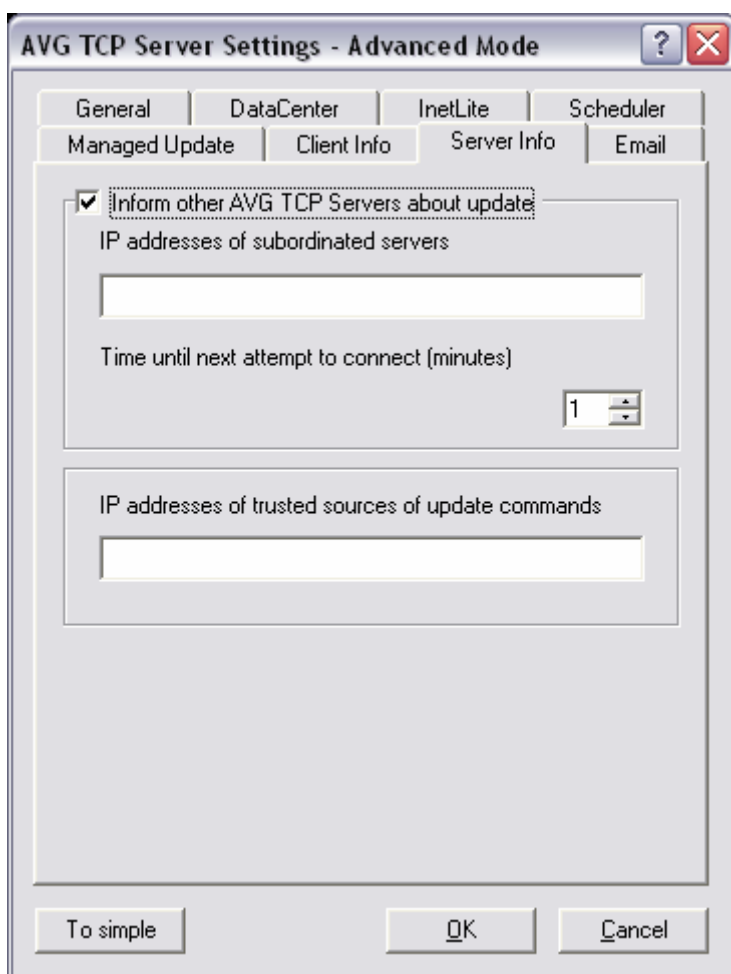 AVG TCP Server Settings - Advanced Mode
General DataCenter InetLite Scheduler
Managed Update Client Info Server Info Email
Inform other AVG TCP Servers about update
IP addresses of subordinated servers
Time until next attempt to connect (minutes)
1
IP addresses of trusted sources of update commands
To simple OK Cancel